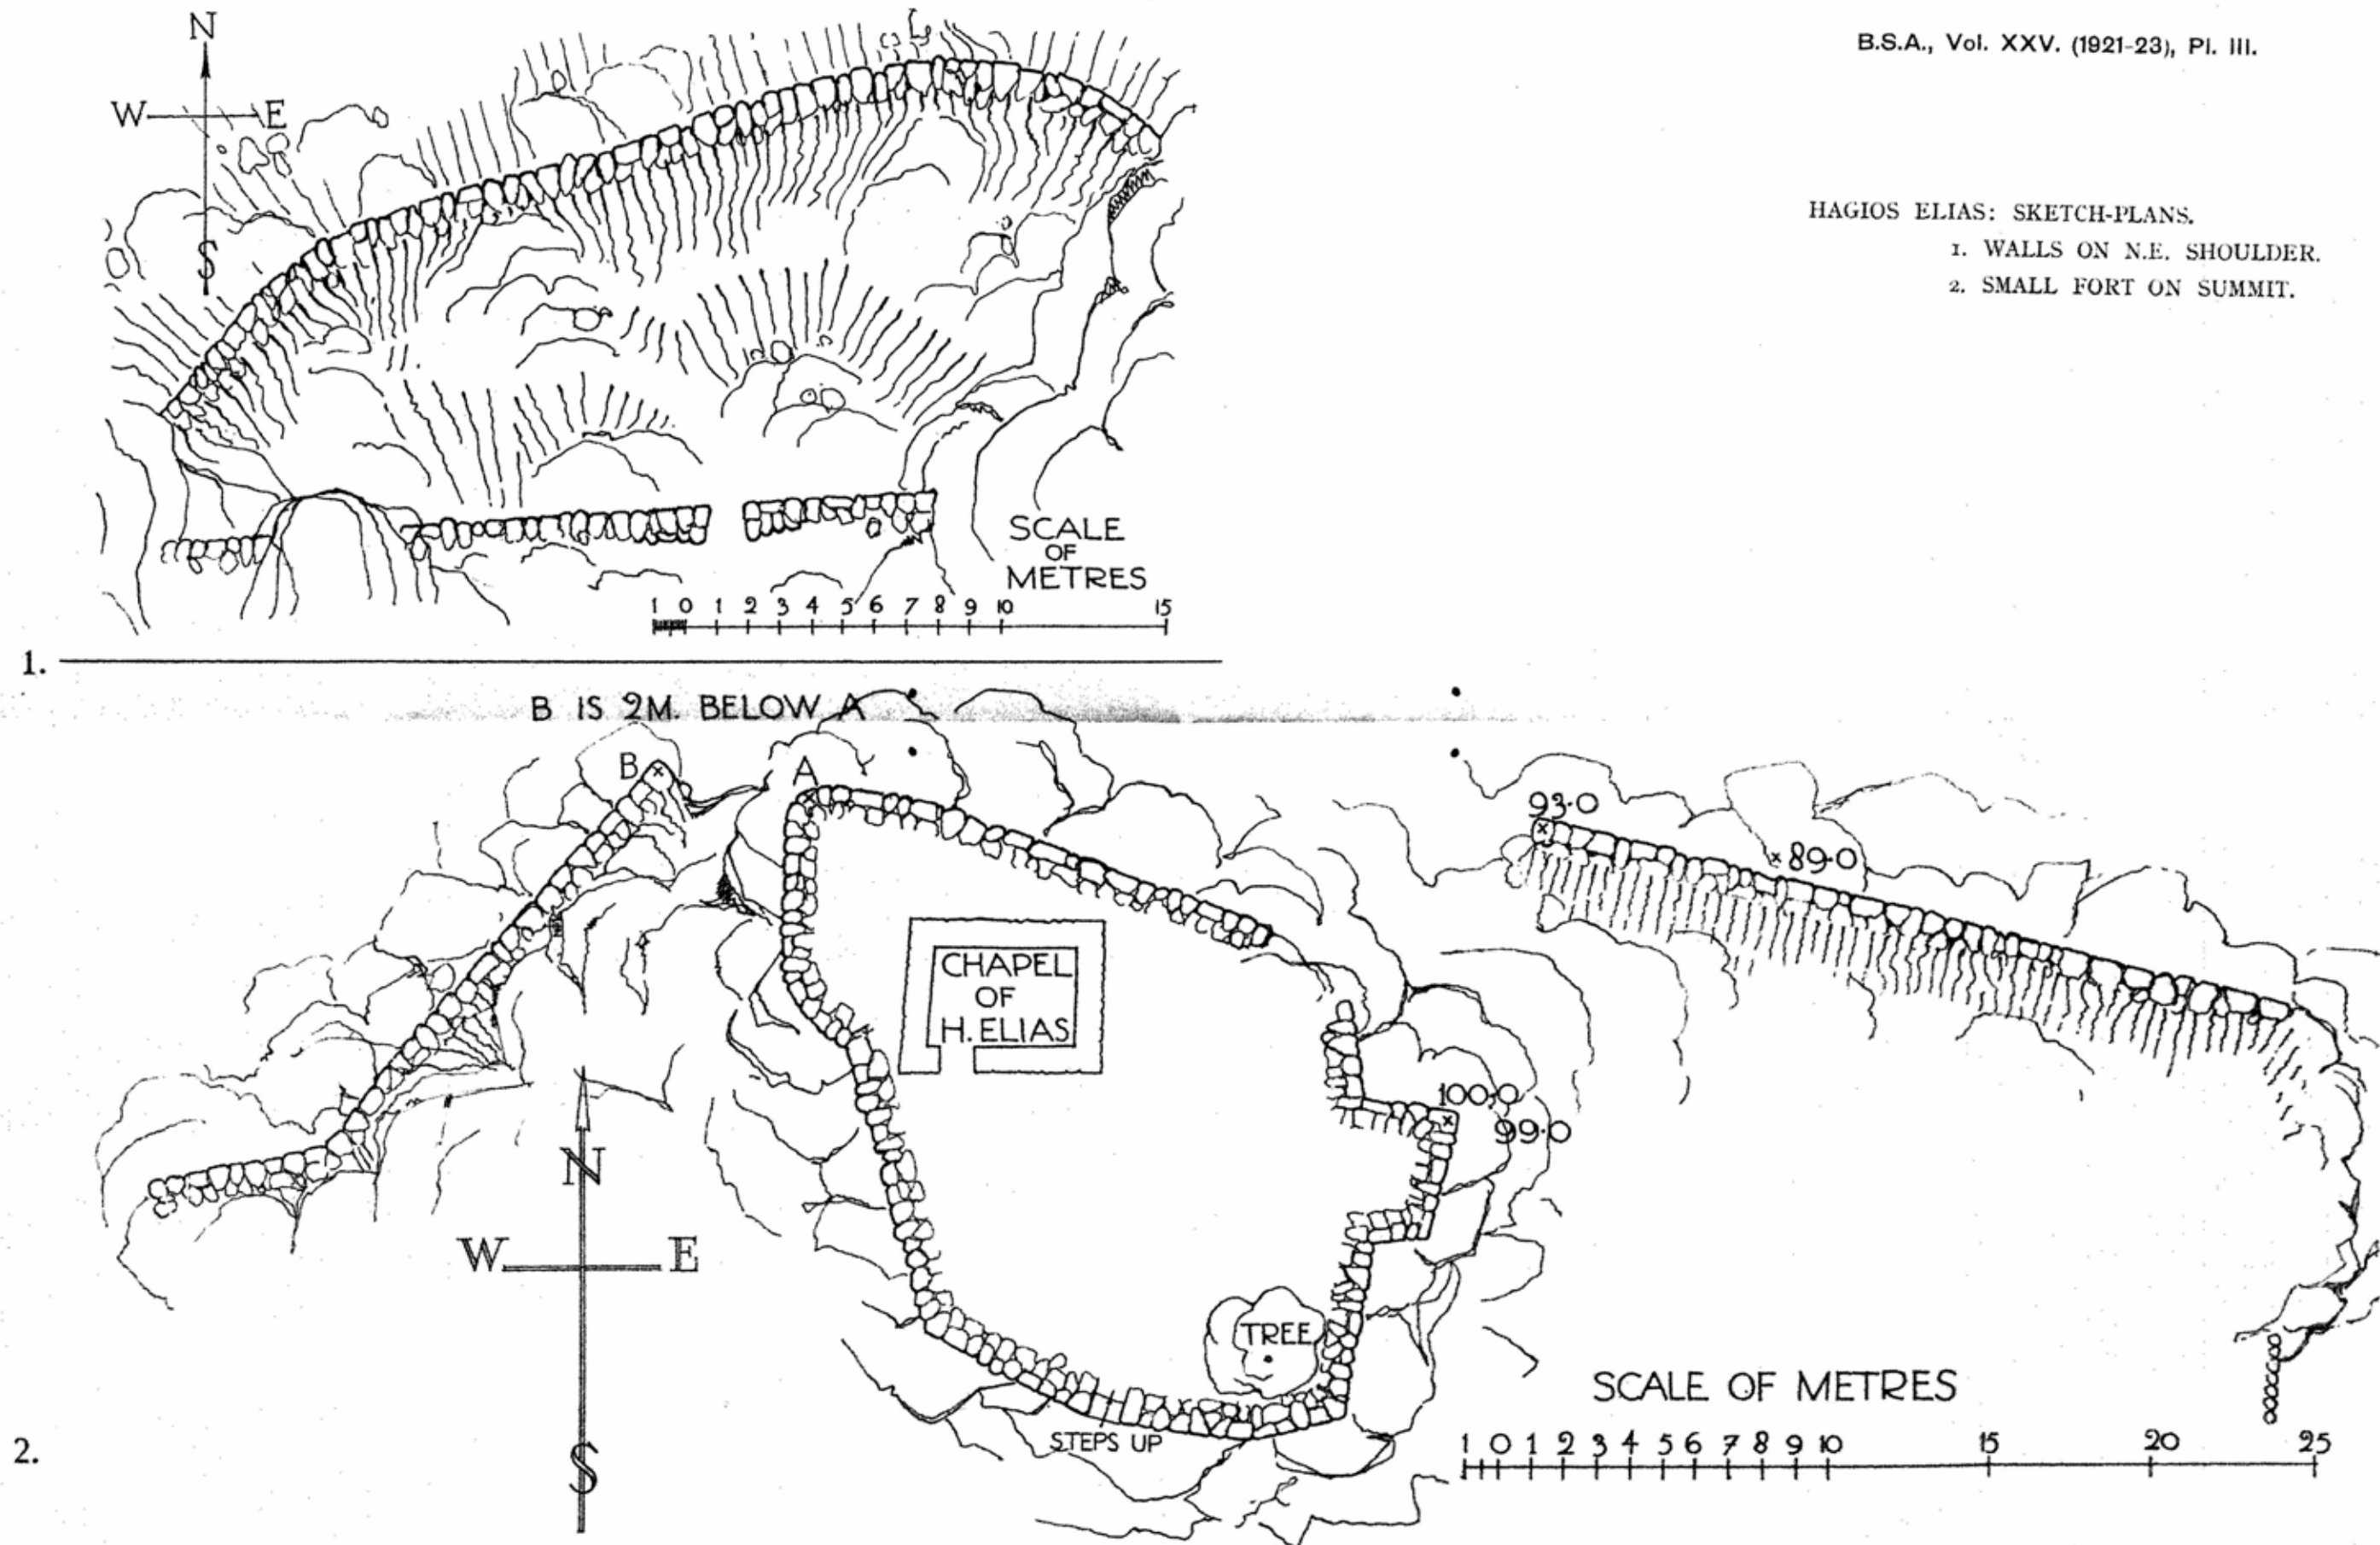 B.S.A., Vol. XXV. (1921-23), Pl. III.
HAGIOS ELIAS: SKETCH-PLANS.
1. WALLS ON N.E. SHOULDER.
2. SMALL FORT ON SUMMIT.
N
W E
S
SCALE
OF
METRES
1 0 1 2 3 4 5 6 7 8 9 10 15
1.
B IS 2M. BELOW A
B
A
93·0
89·0
CHAPEL
OF
H. ELIAS
100·0
99·0
N
W E
S
TREE
STEPS UP
SCALE OF METRES
1 0 1 2 3 4 5 6 7 8 9 10 15 20 25
2.